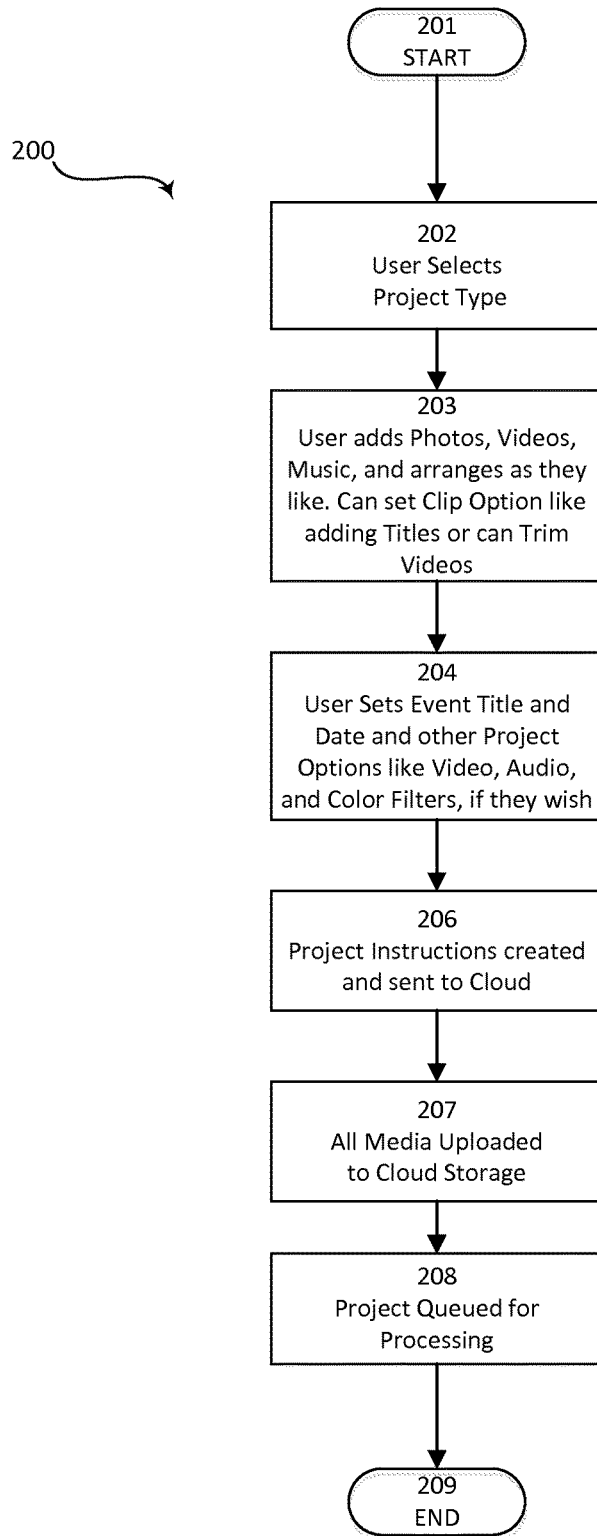 201
START
200
202
User Selects
Project Type
203
User adds Photos, Videos,
Music, and arranges as they
like. Can set Clip Option like
adding Titles or can Trim
Videos
204
User Sets Event Title and
Date and other Project
Options like Video, Audio,
and Color Filters, if they wish
206
Project Instructions created
and sent to Cloud
207
All Media Uploaded
to Cloud Storage
208
Project Queued for
Processing
209
END